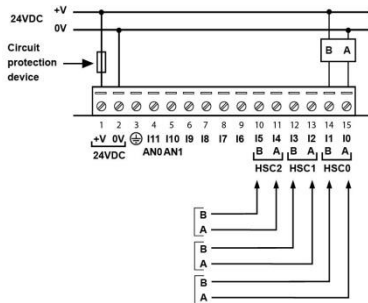 24VDC
+V
0V
Circuit
protection
device
B A
1 2 3 4 5 6 7 8 9 10 11 12 13 14 15
+V 0V I11 I10 I9 I8 I7 I6 I5 I4 I3 I2 I1 I0
24VDC AN0 AN1 B A B A B A
HSC2 HSC1 HSC0
B
A
B
A
B
A